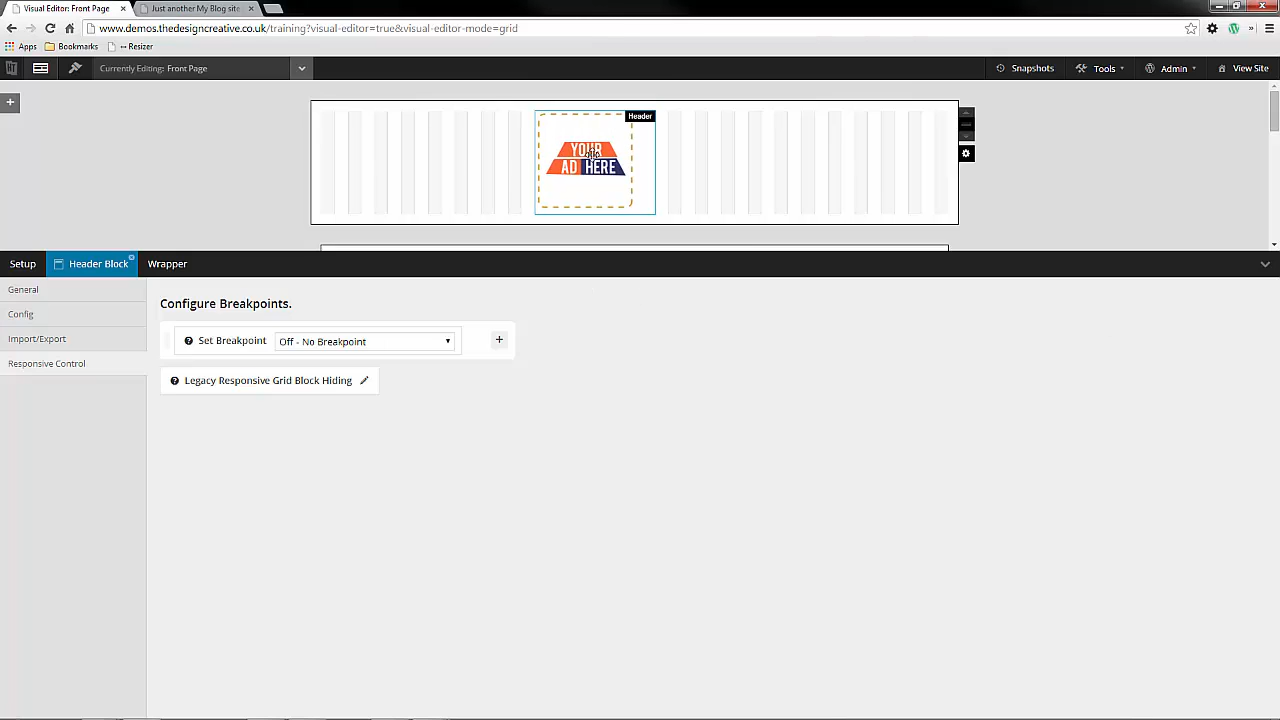 Visual Editor: Front Page
Just another My Blog site
www.demos.thedesigncreative.co.uk/training?visual-editor=true&visual-editor-mode=grid
Apps
Bookmarks
Resizer
Currently Editing: Front Page
Snapshots
Tools
Admin
View Site
Header
YOUR
AD HERE
Setup
Header Block
Wrapper
General
Config
Import/Export
Responsive Control
Configure Breakpoints.
Set Breakpoint
Off - No Breakpoint
Legacy Responsive Grid Block Hiding